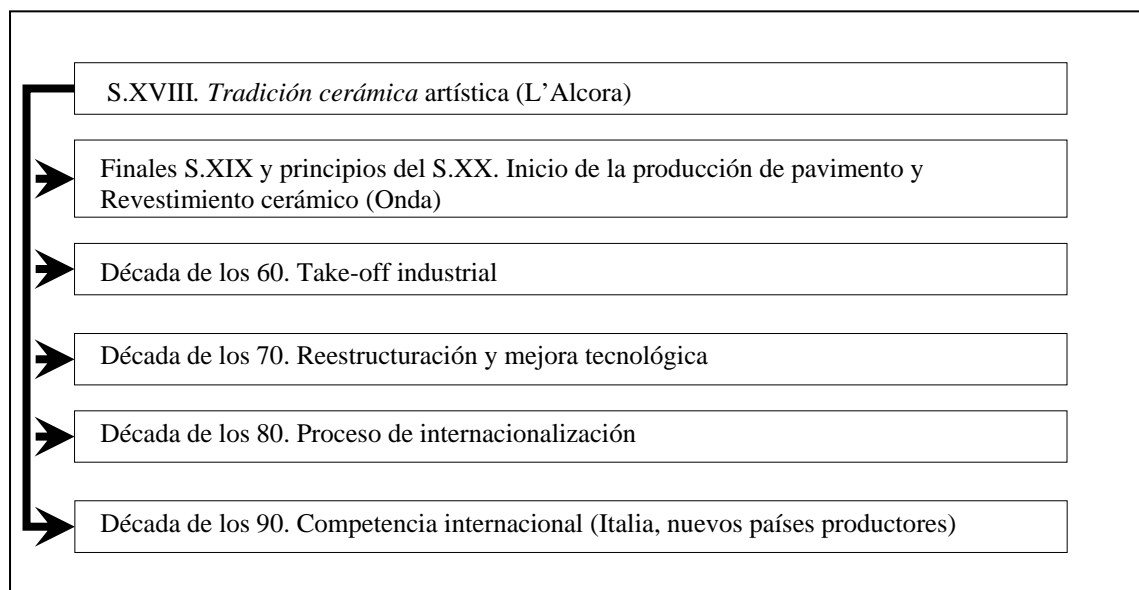 S.XVIII. Tradición cerámica artística (L’Alcora)
Finales S.XIX y principios del S.XX. Inicio de la producción de pavimento y
Revestimiento cerámico (Onda)
Década de los 60. Take-off industrial
Década de los 70. Reestructuración y mejora tecnológica
Década de los 80. Proceso de internacionalización
Década de los 90. Competencia internacional (Italia, nuevos países productores)